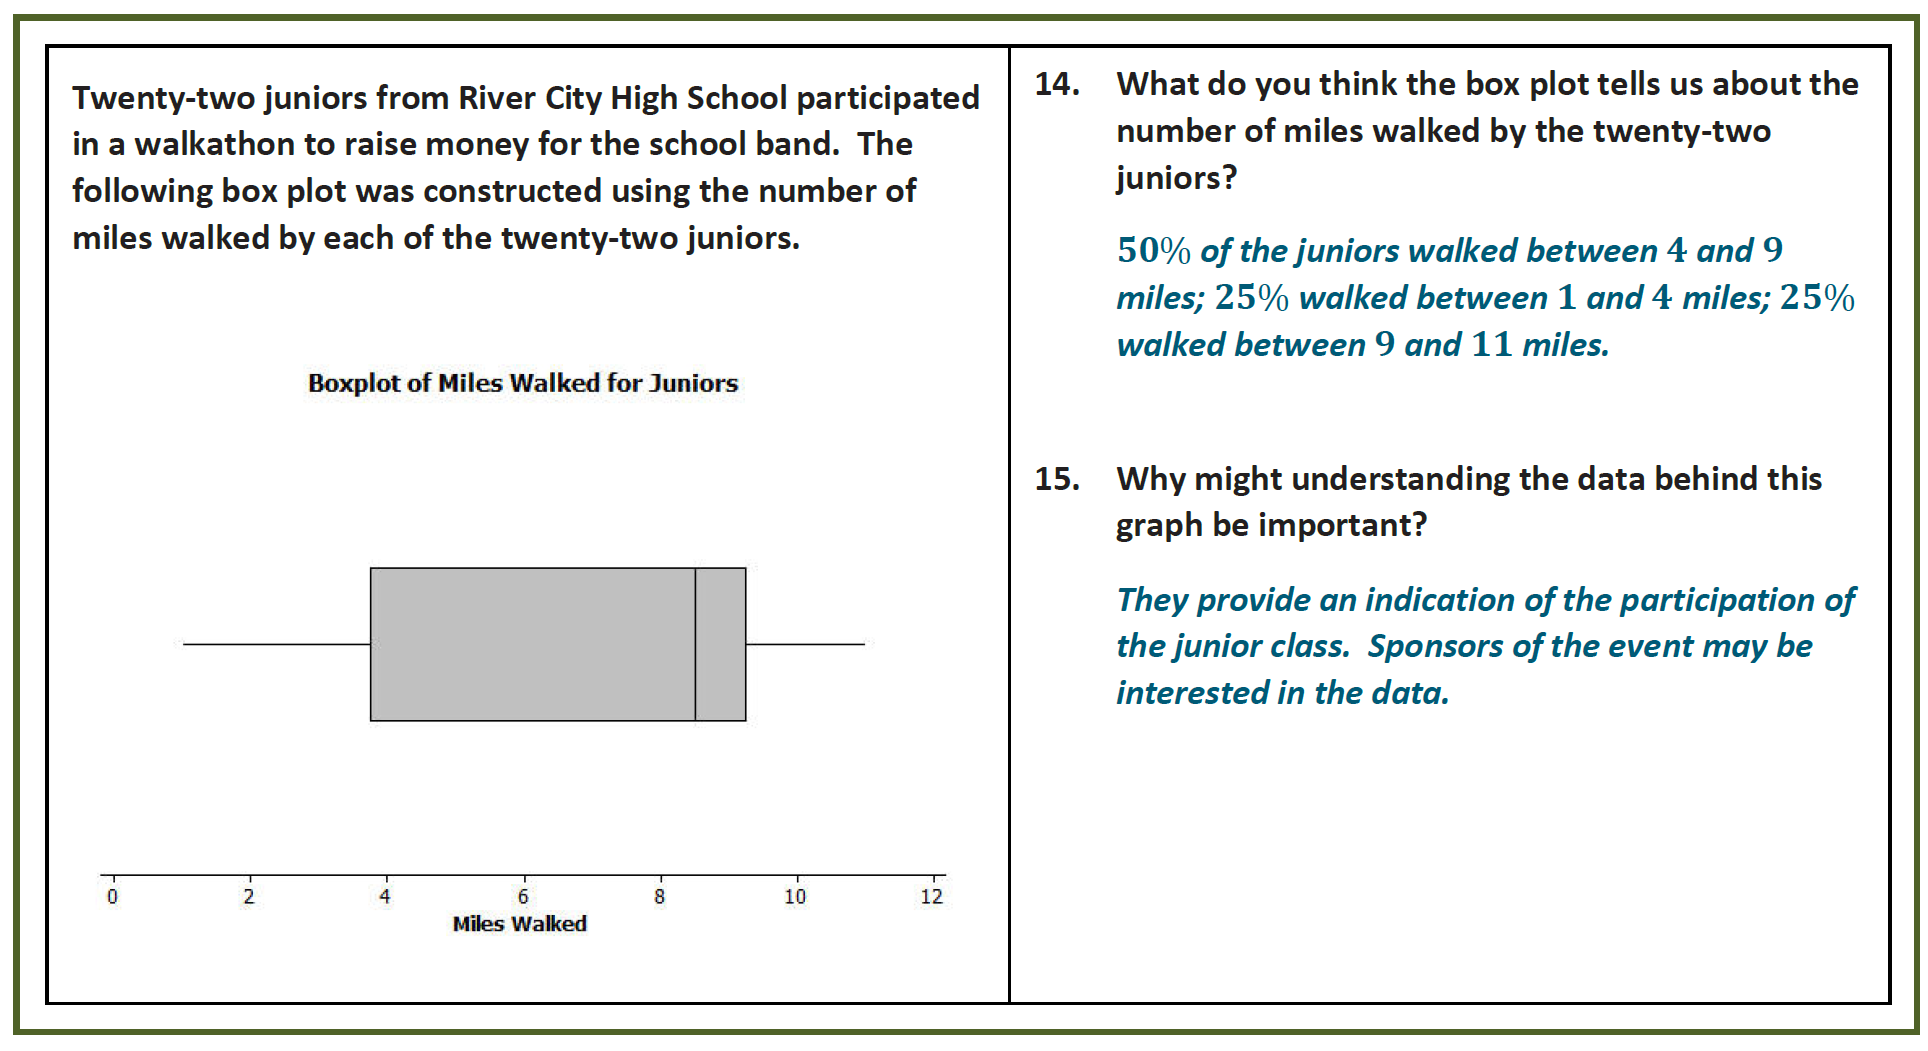 Twenty-two juniors from River City High School participated
in a walkathon to raise money for the school band.  The
following box plot was constructed using the number of
miles walked by each of the twenty-two juniors.
Boxplot of Miles Walked for Juniors
0 2 4 6 8 10 12
Miles Walked
14. What do you think the box plot tells us about the
number of miles walked by the twenty-two
juniors?
50% of the juniors walked between 4 and 9
miles; 25% walked between 1 and 4 miles; 25%
walked between 9 and 11 miles.
15. Why might understanding the data behind this
graph be important?
They provide an indication of the participation of
the junior class.  Sponsors of the event may be
interested in the data.